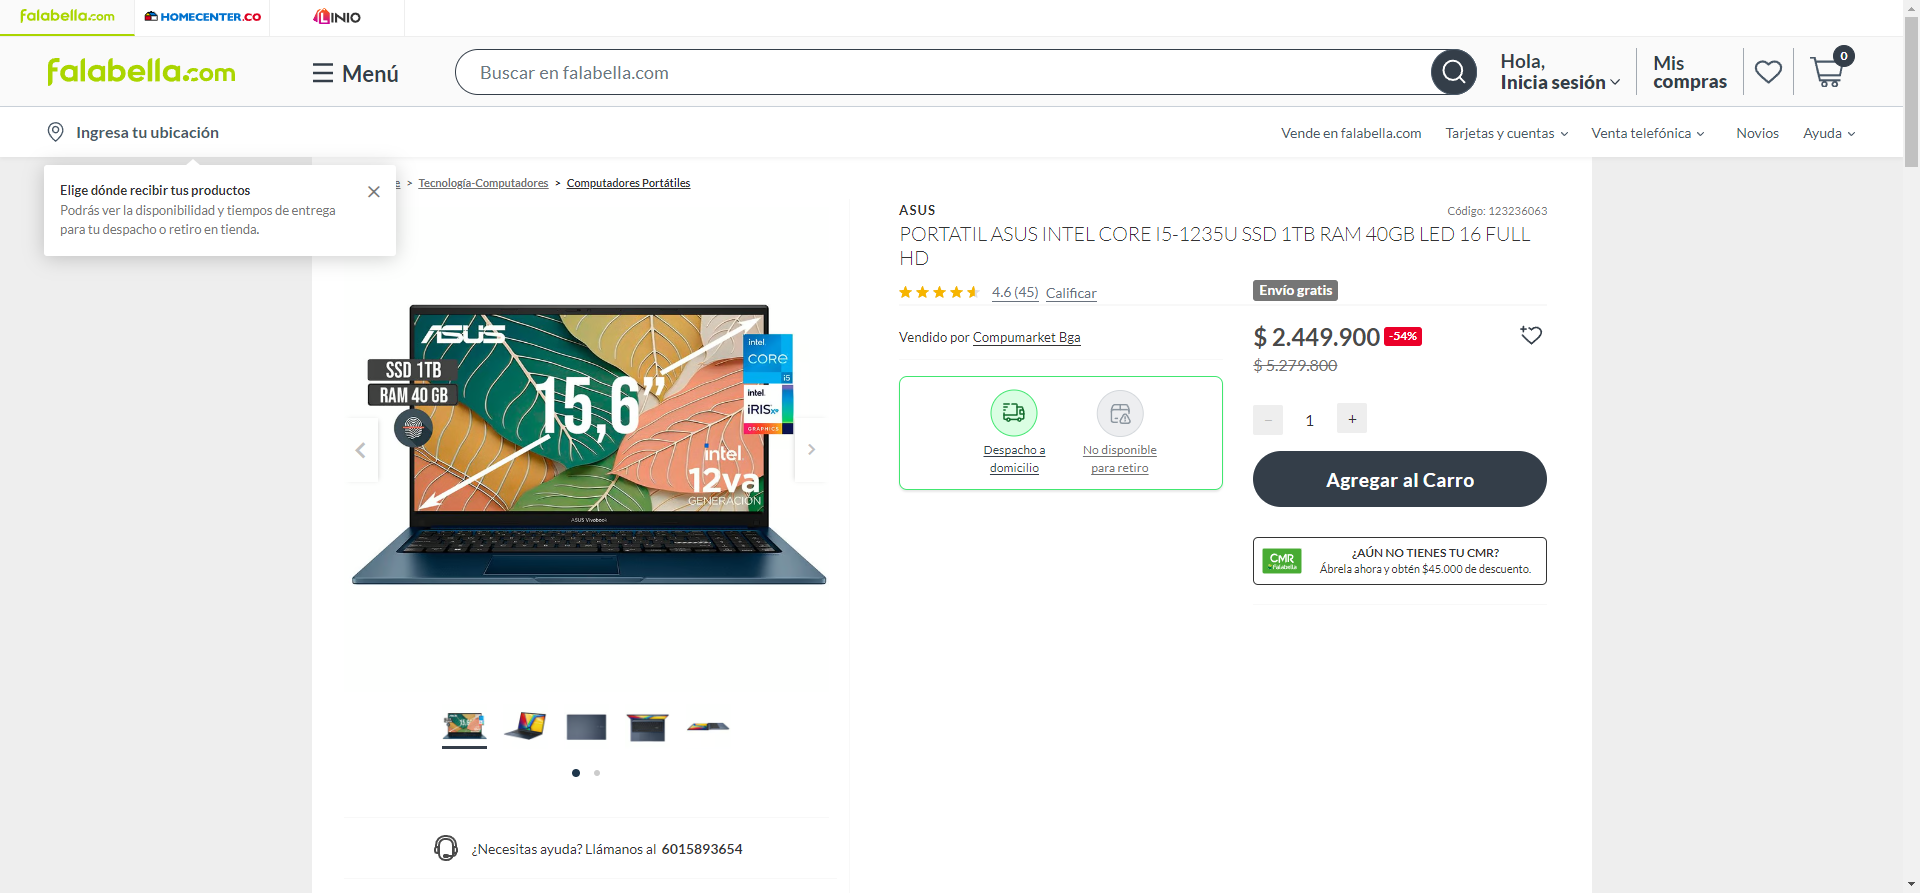 falabella.com
HOMECENTER.CO
LINIO
falabella.com
Menú
Buscar en falabella.com
Hola,
Inicia sesión
Mis
compras
0
Ingresa tu ubicación
Vende en falabella.com
Tarjetas y cuentas
Venta telefónica
Novios
Ayuda
Elige dónde recibir tus productos
Podrás ver la disponibilidad y tiempos de entrega
para tu despacho o retiro en tienda.
e > Tecnología-Computadores > Computadores Portátiles
ASUS
Código: 123236063
PORTATIL ASUS INTEL CORE I5-1235U SSD 1TB RAM 40GB LED 16 FULL
HD
4.6 (45) Calificar
Envío gratis
Vendido por Compumarket Bga
$ 2.449.900 -54%
$ 5.279.800
Despacho a
domicilio
No disponible
para retiro
− 1 +
Agregar al Carro
CMR
Falabella
¿AÚN NO TIENES TU CMR?
Ábrela ahora y obtén $45.000 de descuento.
ASUS
SSD 1TB
RAM 40 GB
15,6”
intel.
CORE
i5
intel.
iRISxe
GRAPHICS
intel.
12va
GENERACIÓN
ASUS Vivobook
¿Necesitas ayuda? Llámanos al 6015893654